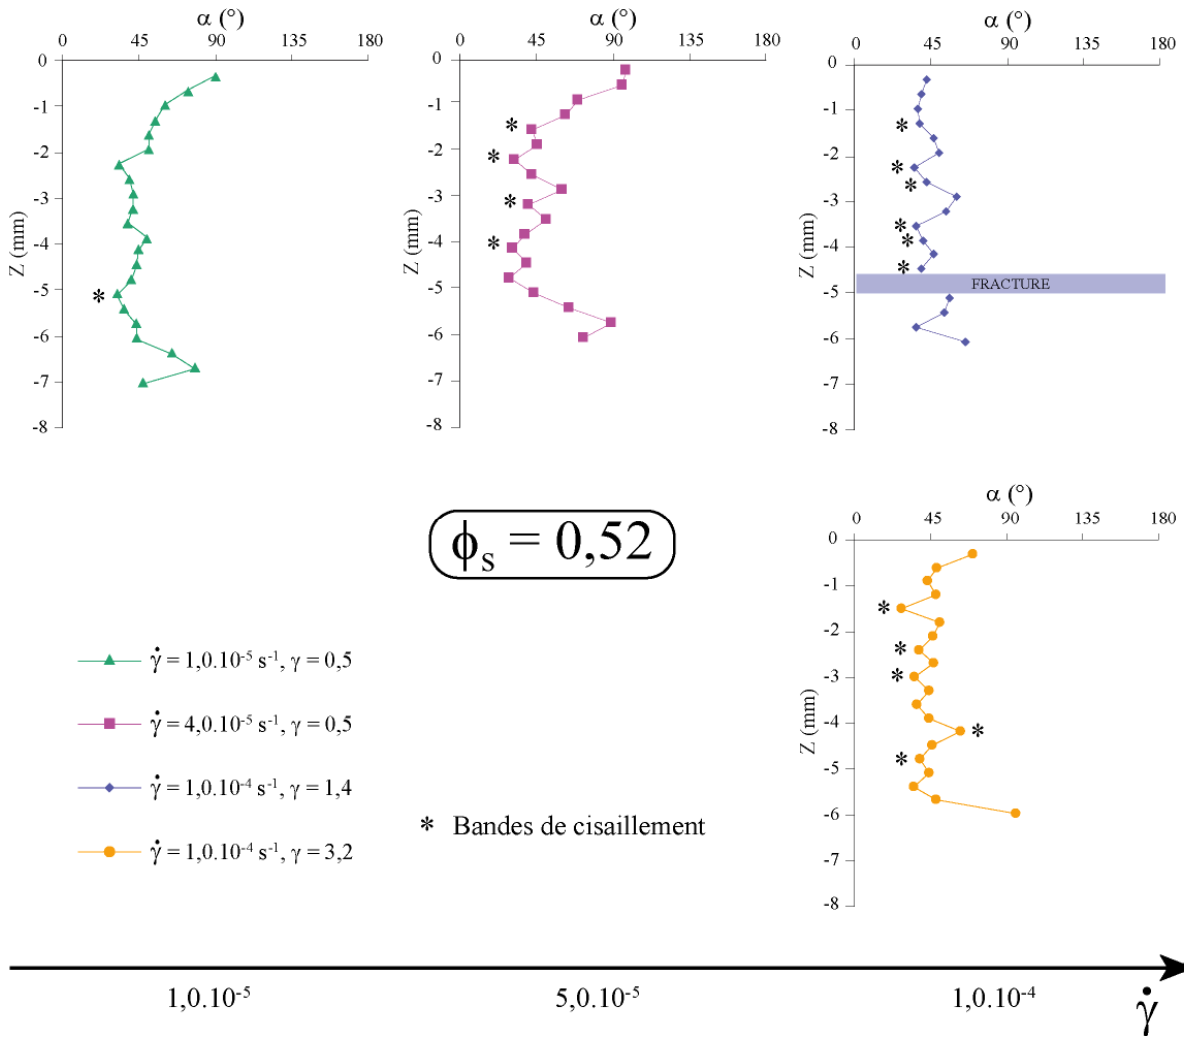 α (°)
0 45 90 135 180
0
-1
-2
-3
-4
-5
-6
-7
-8
Z (mm)
*
α (°)
0 45 90 135 180
0
-1
-2
-3
-4
-5
-6
-7
-8
Z (mm)
*
*
*
*
α (°)
0 45 90 135 180
0
-1
-2
-3
-4
-5
-6
-7
-8
Z (mm)
*
*
*
*
*
*
FRACTURE
ϕs = 0,52
α (°)
0 45 90 135 180
0
-1
-2
-3
-4
-5
-6
-8
Z (mm)
*
*
*
*
*
-7
γ̇ = 1,0.10⁻⁵ s⁻¹, γ = 0,5
γ̇ = 4,0.10⁻⁵ s⁻¹, γ = 0,5
γ̇ = 1,0.10⁻⁴ s⁻¹, γ = 1,4
γ̇ = 1,0.10⁻⁴ s⁻¹, γ = 3,2
* Bandes de cisaillement
1,0.10⁻⁵ 5,0.10⁻⁵ 1,0.10⁻⁴ γ̇